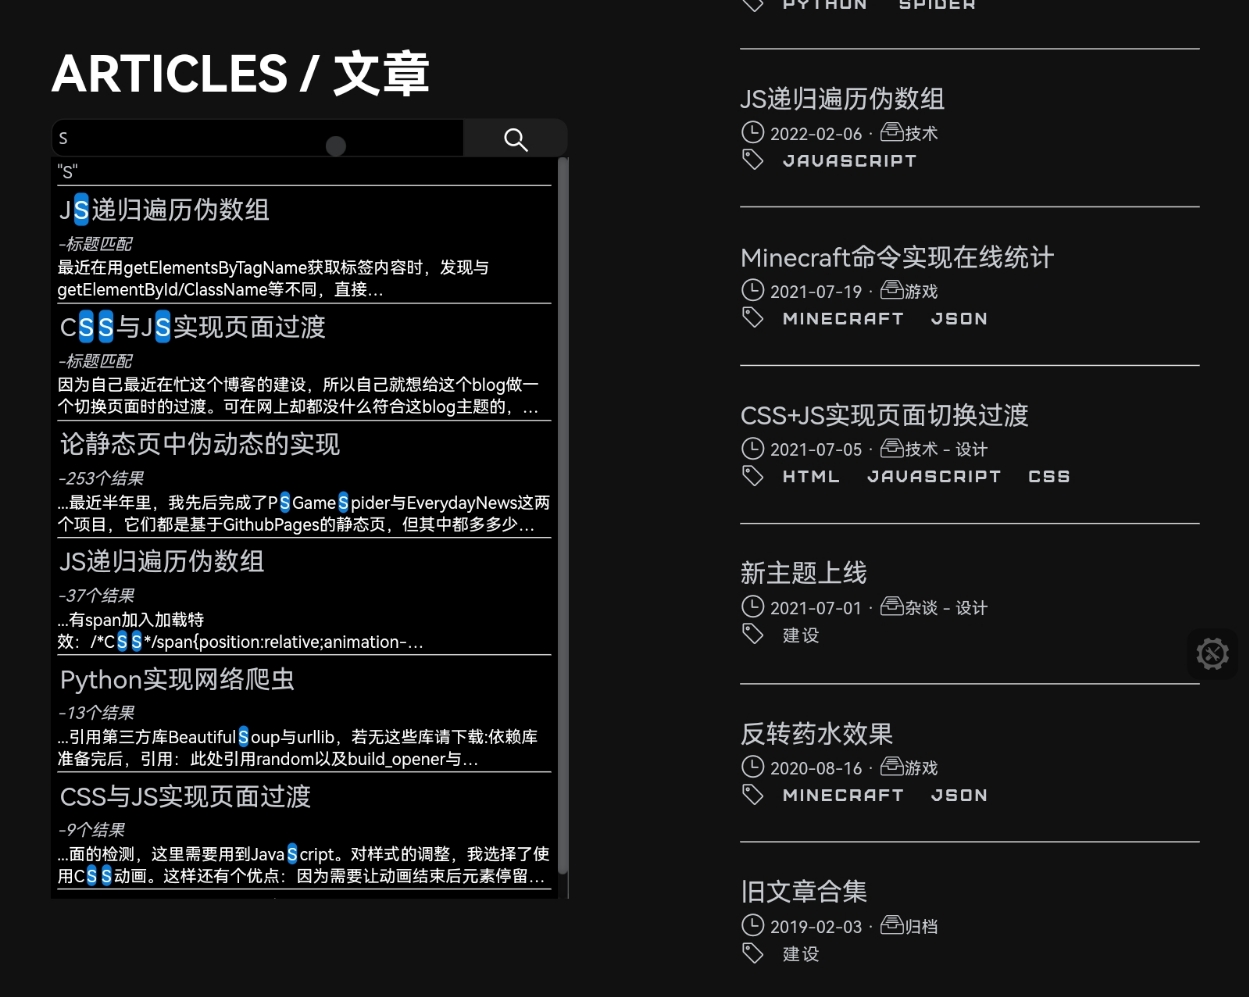 ARTICLES / 文章
S
"S"
JS递归遍历伪数组
-标题匹配
最近在用getElementsByTagName获取标签内容时，发现与
getElementById/ClassName等不同，直接...
CSS与JS实现页面过渡
-标题匹配
因为自己最近在忙这个博客的建设，所以自己就想给这个blog做一
个切换页面时的过渡。可在网上却都没什么符合这blog主题的，...
论静态页中伪动态的实现
-253个结果
...最近半年里，我先后完成了PSGameSpider与EverydayNews这两
个项目，它们都是基于GithubPages的静态页，但其中都多多少...
JS递归遍历伪数组
-37个结果
...有span加入加载特
效：/*CSS*/span{position:relative;animation-...
Python实现网络爬虫
-13个结果
...引用第三方库BeautifulSoup与urllib，若无这些库请下载:依赖库
准备完后，引用：此处引用random以及build_opener与...
CSS与JS实现页面过渡
-9个结果
...面的检测，这里需要用到JavaScript。对样式的调整，我选择了使
用CSS动画。这样还有个优点：因为需要让动画结束后元素停留...
PYTHON SPIDER
JS递归遍历伪数组
2022-02-06 · 技术
JAVASCRIPT
Minecraft命令实现在线统计
2021-07-19 · 游戏
MINECRAFT JSON
CSS+JS实现页面切换过渡
2021-07-05 · 技术 - 设计
HTML JAVASCRIPT CSS
新主题上线
2021-07-01 · 杂谈 - 设计
建设
反转药水效果
2020-08-16 · 游戏
MINECRAFT JSON
旧文章合集
2019-02-03 · 归档
建设